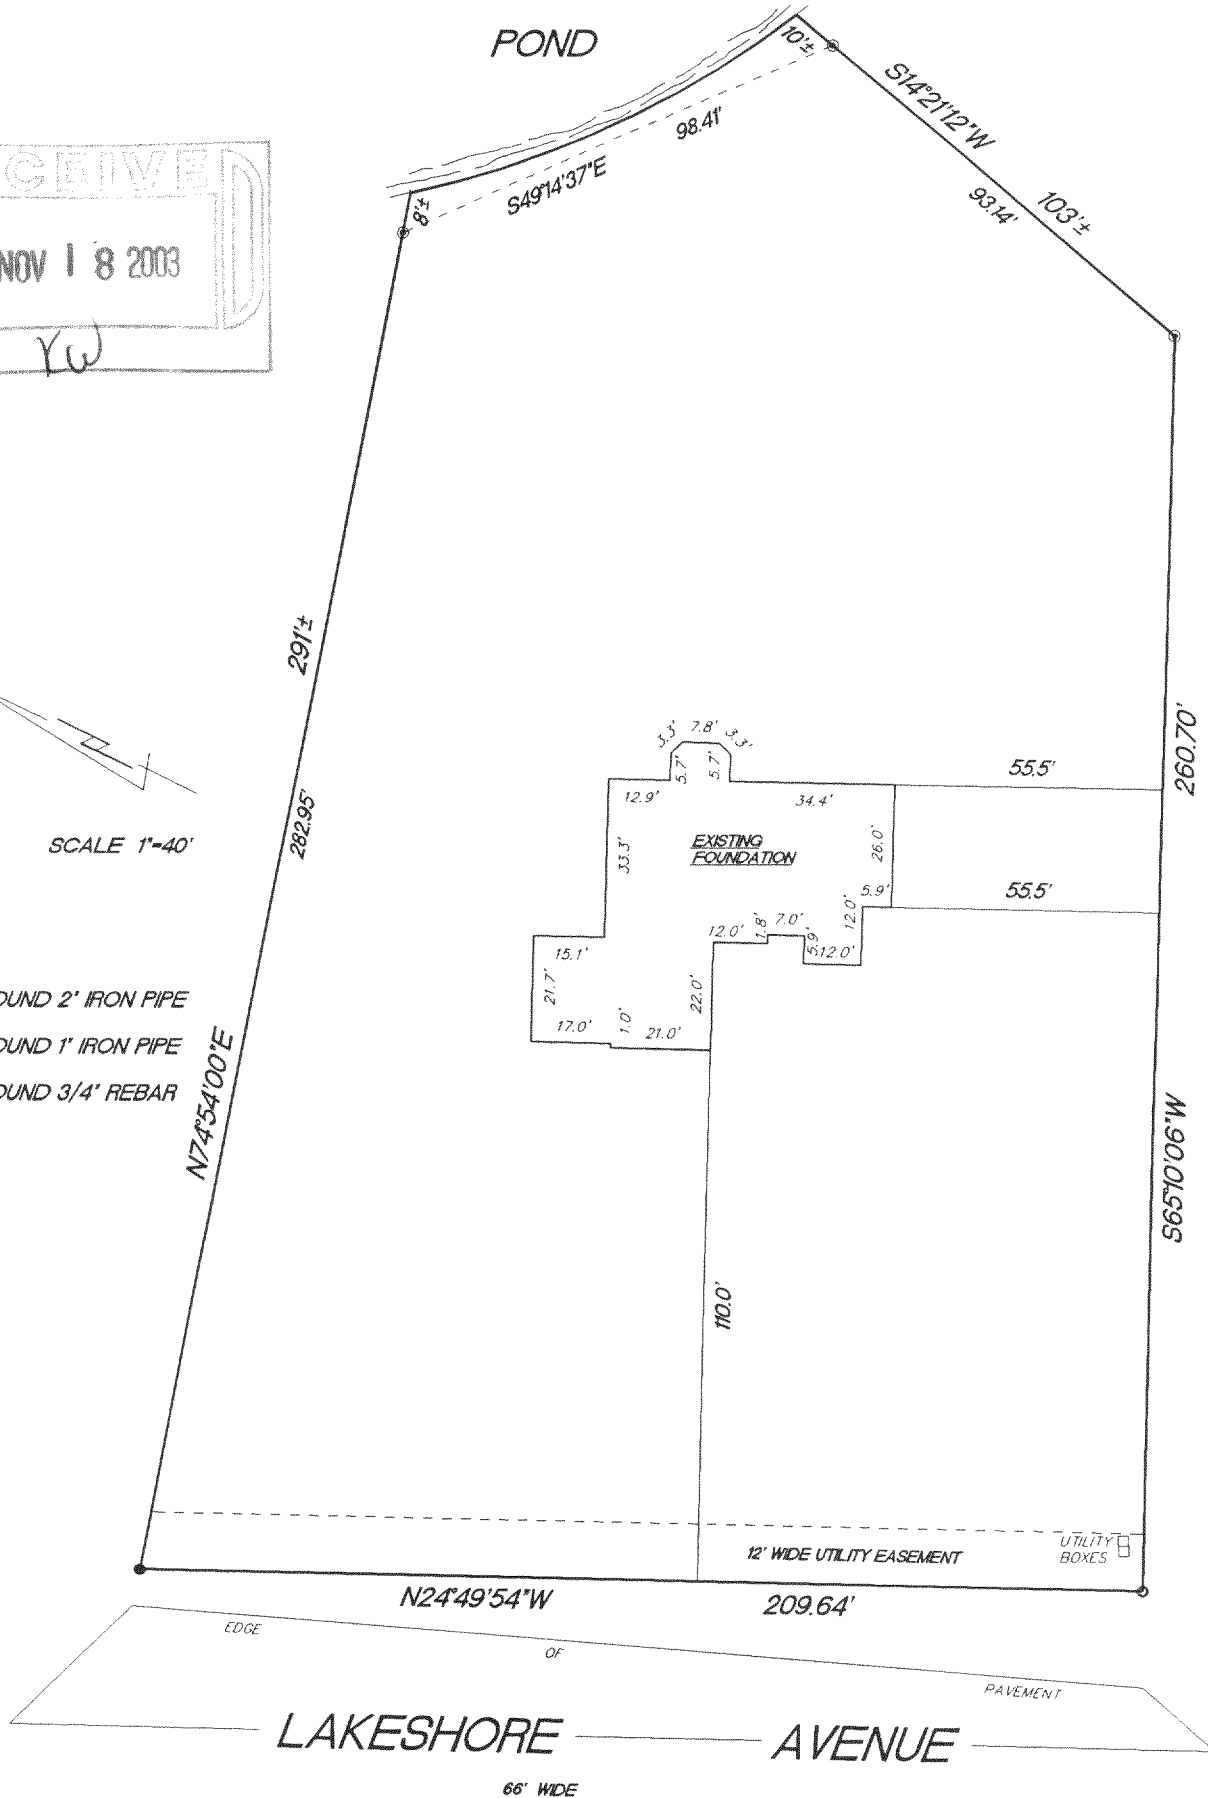 POND
10'±
S14°21'12"W
98.41'
S49°14'37"E
8'±
93.14'
103'±
CEIVE
NOV 18 2003
rw
291'±
282.95'
N74°54'00"E
SCALE 1"=40'
3.3'
7.8'
3.3'
5.7'
5.7'
12.9'
34.4'
55.5'
260.70'
33.3'
EXISTING
FOUNDATION
26.0'
5.9'
55.5'
12.0'
12.0'
1.8'
7.0'
5.9'
12.0'
15.1'
21.7'
22.0'
17.0'
1.0'
21.0'
OUND 2" IRON PIPE
OUND 1" IRON PIPE
OUND 3/4" REBAR
S65°10'06"W
110.0'
12' WIDE UTILITY EASEMENT
UTILITY
BOXES
N24°49'54"W
209.64'
EDGE OF PAVEMENT
LAKESHORE AVENUE
66' WIDE